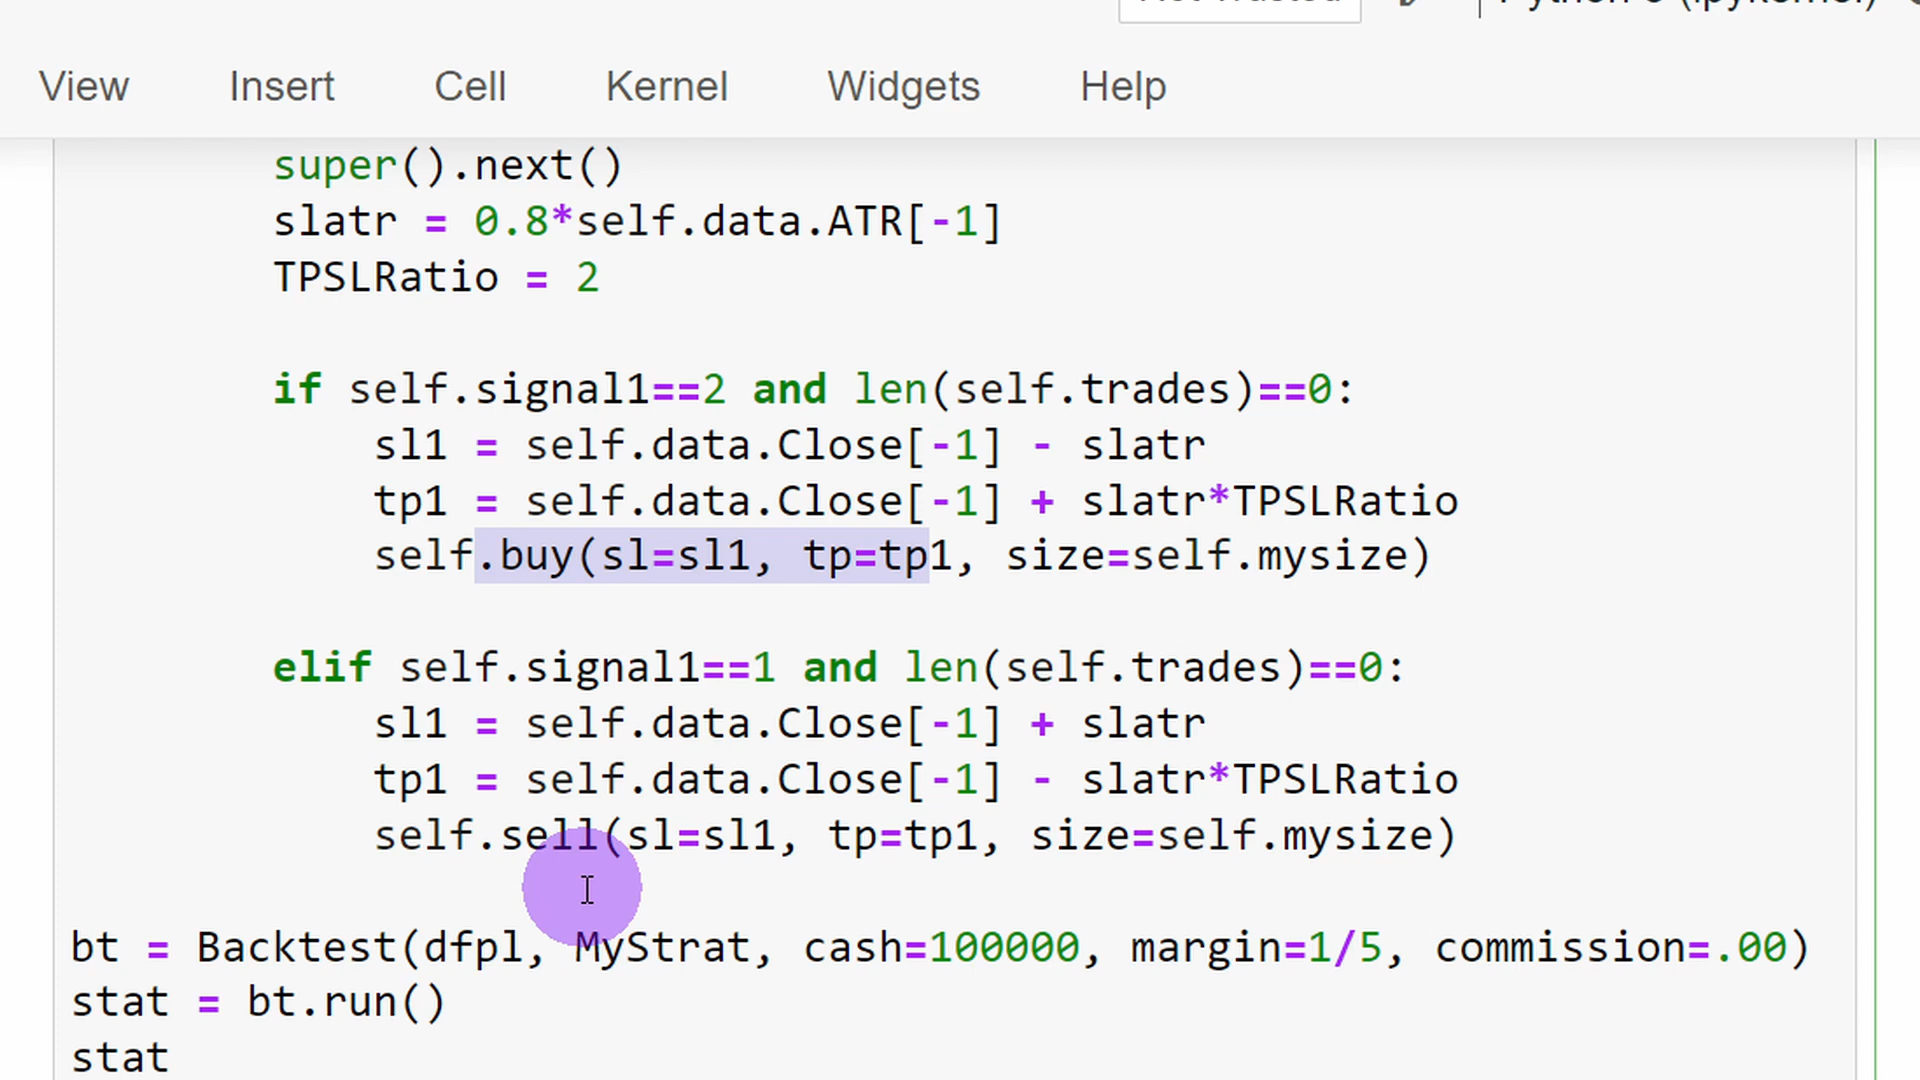 View Insert Cell Kernel Widgets Help
super().next()
slatr = 0.8*self.data.ATR[-1]
TPSLRatio = 2
if self.signal1==2 and len(self.trades)==0:
sl1 = self.data.Close[-1] - slatr
tp1 = self.data.Close[-1] + slatr*TPSLRatio
self.buy(sl=sl1, tp=tp1, size=self.mysize)
elif self.signal1==1 and len(self.trades)==0:
sl1 = self.data.Close[-1] + slatr
tp1 = self.data.Close[-1] - slatr*TPSLRatio
self.sell(sl=sl1, tp=tp1, size=self.mysize)
bt = Backtest(dfpl, MyStrat, cash=100000, margin=1/5, commission=.00)
stat = bt.run()
stat